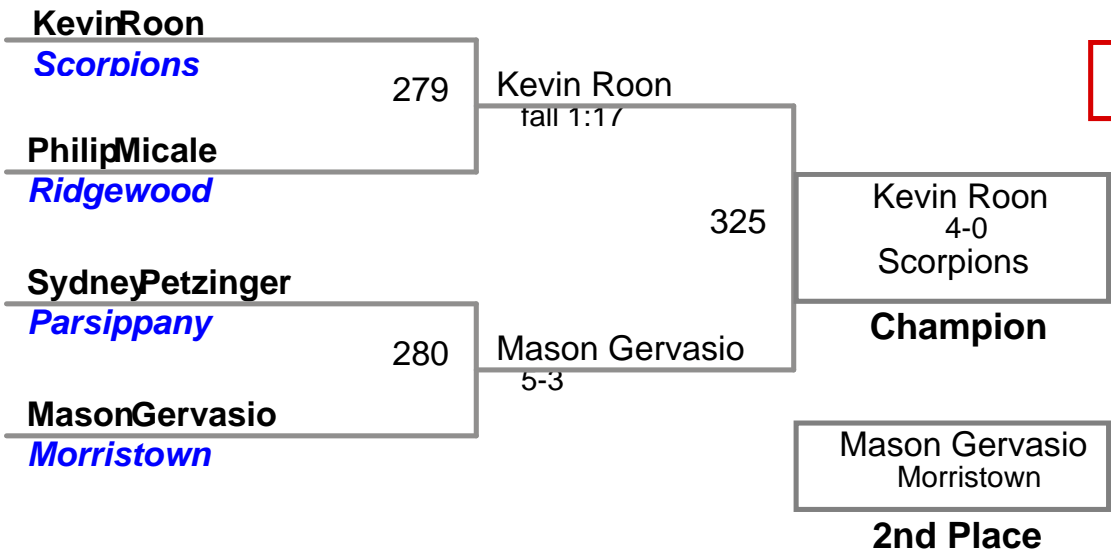 KevinRoon
Scorpions
279
Kevin Roon
fall 1:17
PhilipMicale
Ridgewood
325
Kevin Roon
4-0
Scorpions
Champion
SydneyPetzinger
Parsippany
280
Mason Gervasio
5-3
MasonGervasio
Morristown
Mason Gervasio
Morristown
2nd Place